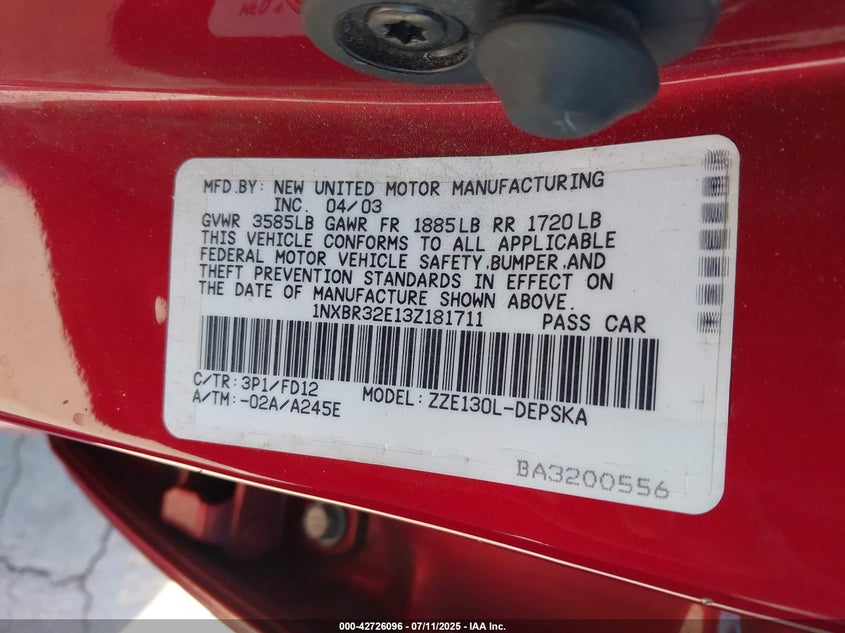 MFD.BY: NEW UNITED MOTOR MANUFACTURING
INC. 04/03
GVWR 3585LB GAWR FR 1885LB RR 1720LB
THIS VEHICLE CONFORMS TO ALL APPLICABLE
FEDERAL MOTOR VEHICLE SAFETY,BUMPER,AND
THEFT PREVENTION STANDARDS IN EFFECT ON
THE DATE OF MANUFACTURE SHOWN ABOVE.
1NXBR32E13Z181711 PASS CAR
C/TR:3P1/FD12
A/TM:-02A/A245E MODEL:ZZE130L-DEPSKA
BA3200556
000-42726096 - 07/11/2025 - IAA Inc.